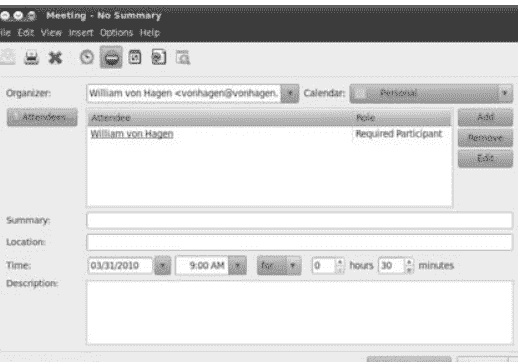 Meeting - No Summary
ile Edit View Insert Options Help
Organizer: William von Hagen <vonhagen@vonhagen. Calendar: Personal
Attendees Attendee Role Add
William von Hagen Required Participant Remove
Edit
Summary:
Location:
Time: 03/31/2010 9:00 AM for 0 hours 30 minutes
Description: